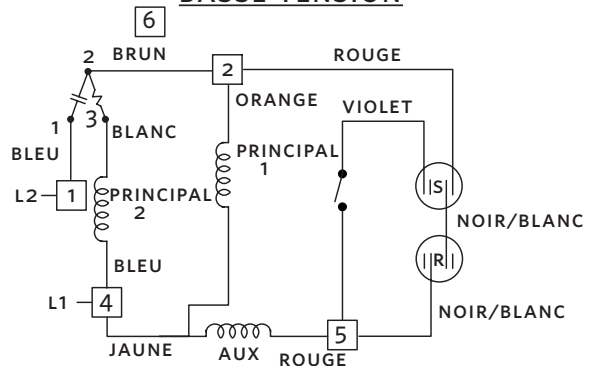 BASSE TENSION
6
2 BRUN
2
ROUGE
ORANGE
VIOLET
1
3
BLANC
BLEU
PRINCIPAL
1
L2
1
PRINCIPAL
2
S
NOIR/BLANC
BLEU
R
L1
4
NOIR/BLANC
5
JAUNE
AUX
ROUGE